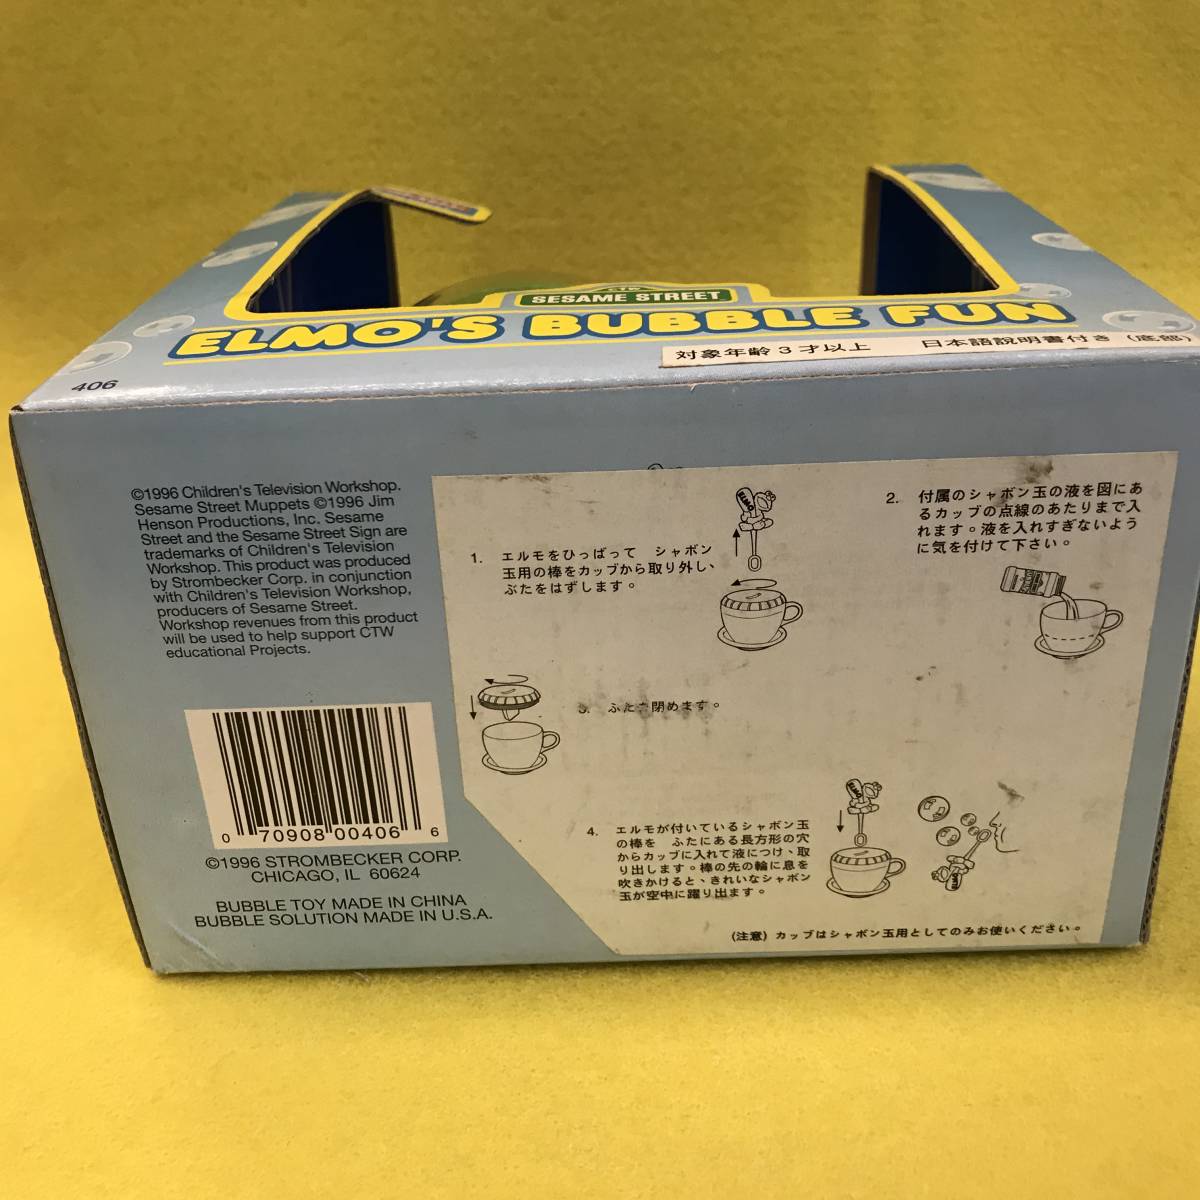 SESAME STREET
ELMO'S BUBBLE FUN
対象年齢3才以上 日本語説明書付き (底部)
406
©1996 Children's Television Workshop.
Sesame Street Muppets ©1996 Jim
Henson Productions, Inc. Sesame
Street and the Sesame Street Sign are
trademarks of Children's Television
Workshop. This product was produced
by Strombecker Corp. in conjunction
with Children's Television Workshop,
producers of Sesame Street.
Workshop revenues from this product
will be used to help support CTW
educational Projects.
0 70908 00406 6
©1996 STROMBECKER CORP.
CHICAGO, IL 60624
BUBBLE TOY MADE IN CHINA
BUBBLE SOLUTION MADE IN U.S.A.
ELMO
1. エルモをひっぱって シャボン
玉用の棒をカップから取り外し、
ぶたをはずします。
2. 付属のシャボン玉の液を図にあ
るカップの点線のあたりまで入
れます。液を入れすぎないよう
に気を付けて下さい。
3. ふたを閉めます。
ELMO
4. エルモが付いているシャボン玉
の棒を ふたにある長方形の穴
からカップに入れて液につけ、取
り出します。棒の先の輪に息を
吹きかけると、きれいなシャボン
玉が空中に躍り出ます。
ELMO
(注意) カップはシャボン玉用としてのみお使いください。